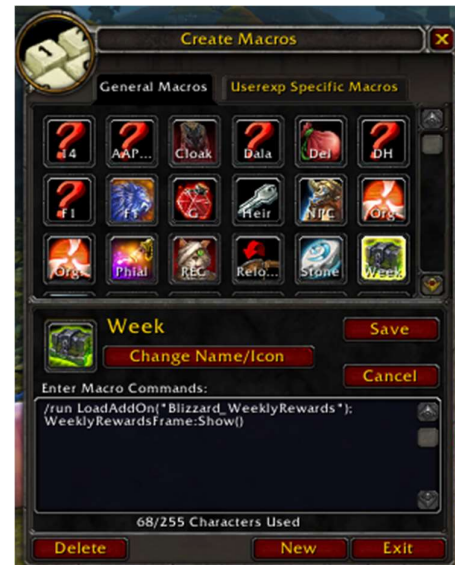 Create Macros
General Macros
Userexp Specific Macros
14 AAP... Cloak Dala Del DH
F1 FT G Heir NPC Org
Org Phial REC Relo... Stone Week
Week
Save
Change Name/Icon
Cancel
Enter Macro Commands:
/run LoadAddOn("Blizzard_WeeklyRewards");
WeeklyRewardsFrame:Show()
68/255 Characters Used
Delete
New
Exit